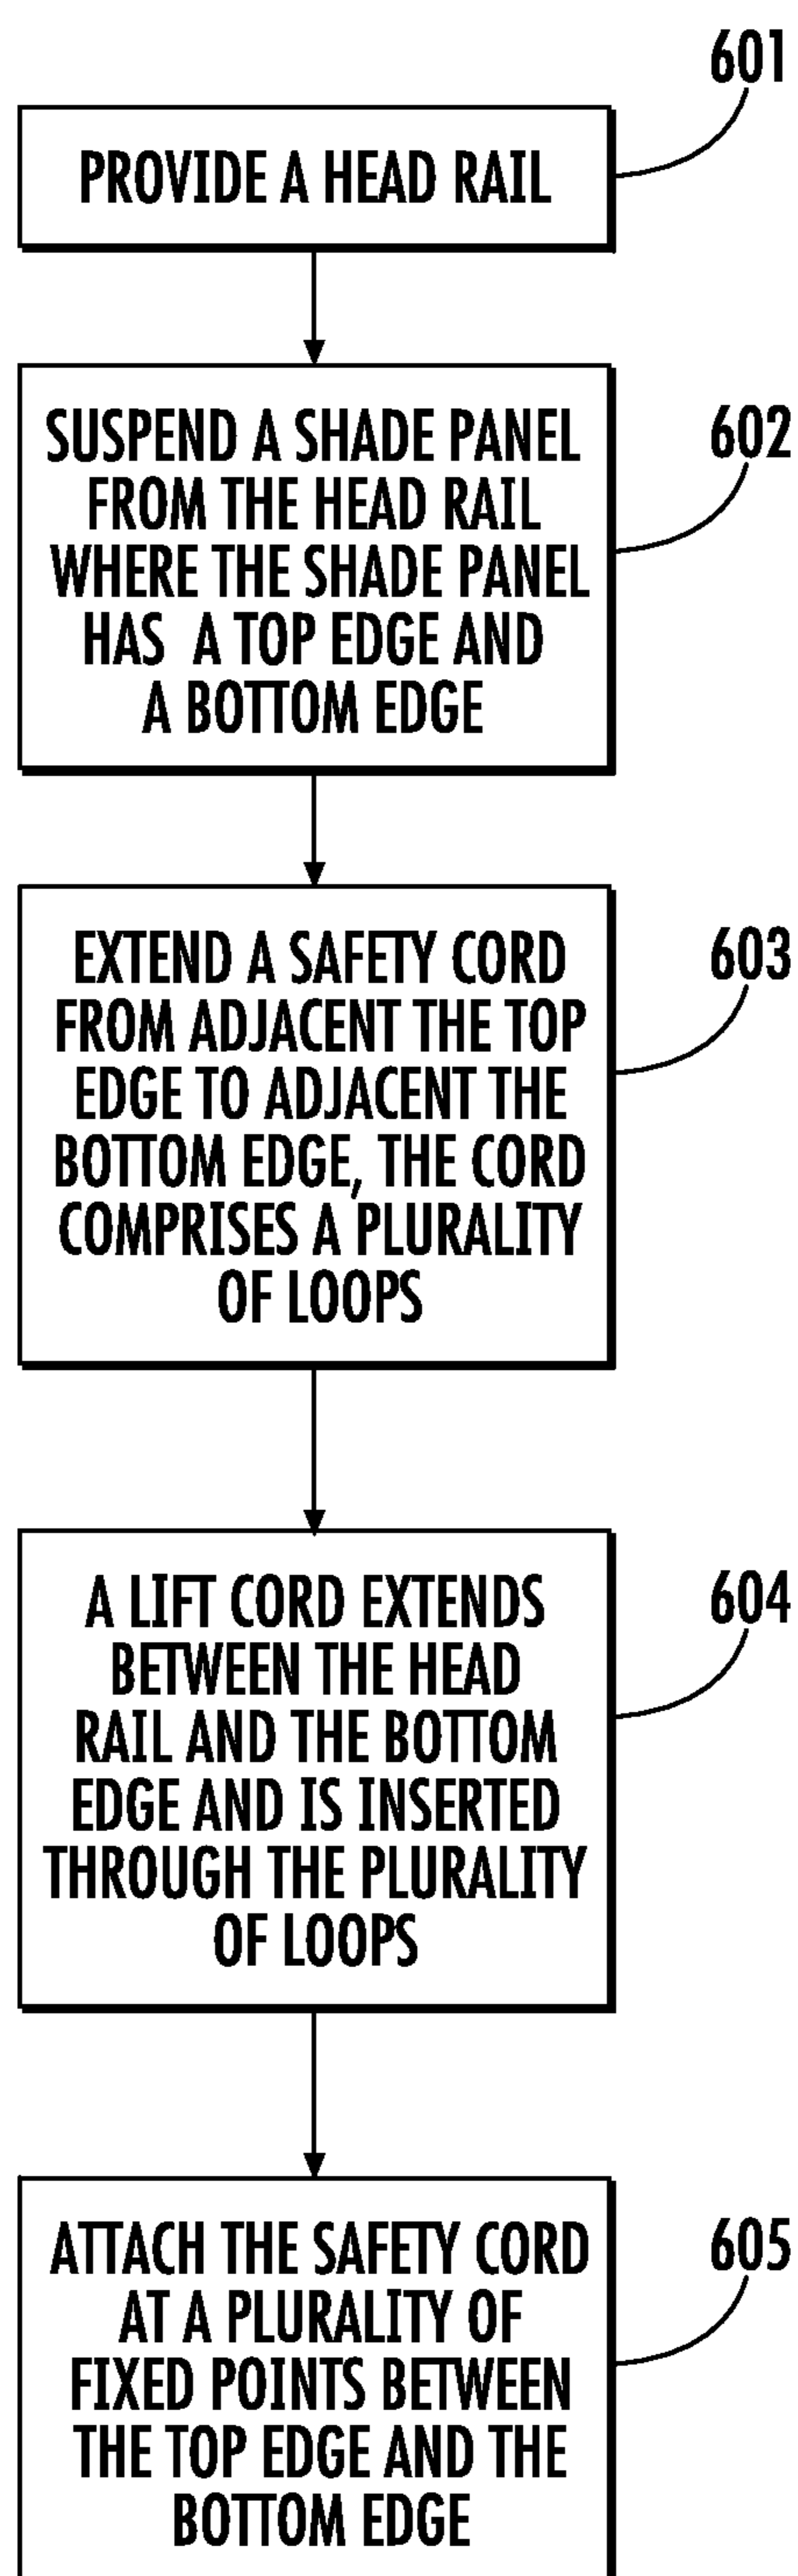 601
PROVIDE A HEAD RAIL
602
SUSPEND A SHADE PANEL
FROM THE HEAD RAIL
WHERE THE SHADE PANEL
HAS A TOP EDGE AND
A BOTTOM EDGE
603
EXTEND A SAFETY CORD
FROM ADJACENT THE TOP
EDGE TO ADJACENT THE
BOTTOM EDGE, THE CORD
COMPRISES A PLURALITY
OF LOOPS
604
A LIFT CORD EXTENDS
BETWEEN THE HEAD
RAIL AND THE BOTTOM
EDGE AND IS INSERTED
THROUGH THE PLURALITY
OF LOOPS
605
ATTACH THE SAFETY CORD
AT A PLURALITY OF
FIXED POINTS BETWEEN
THE TOP EDGE AND THE
BOTTOM EDGE